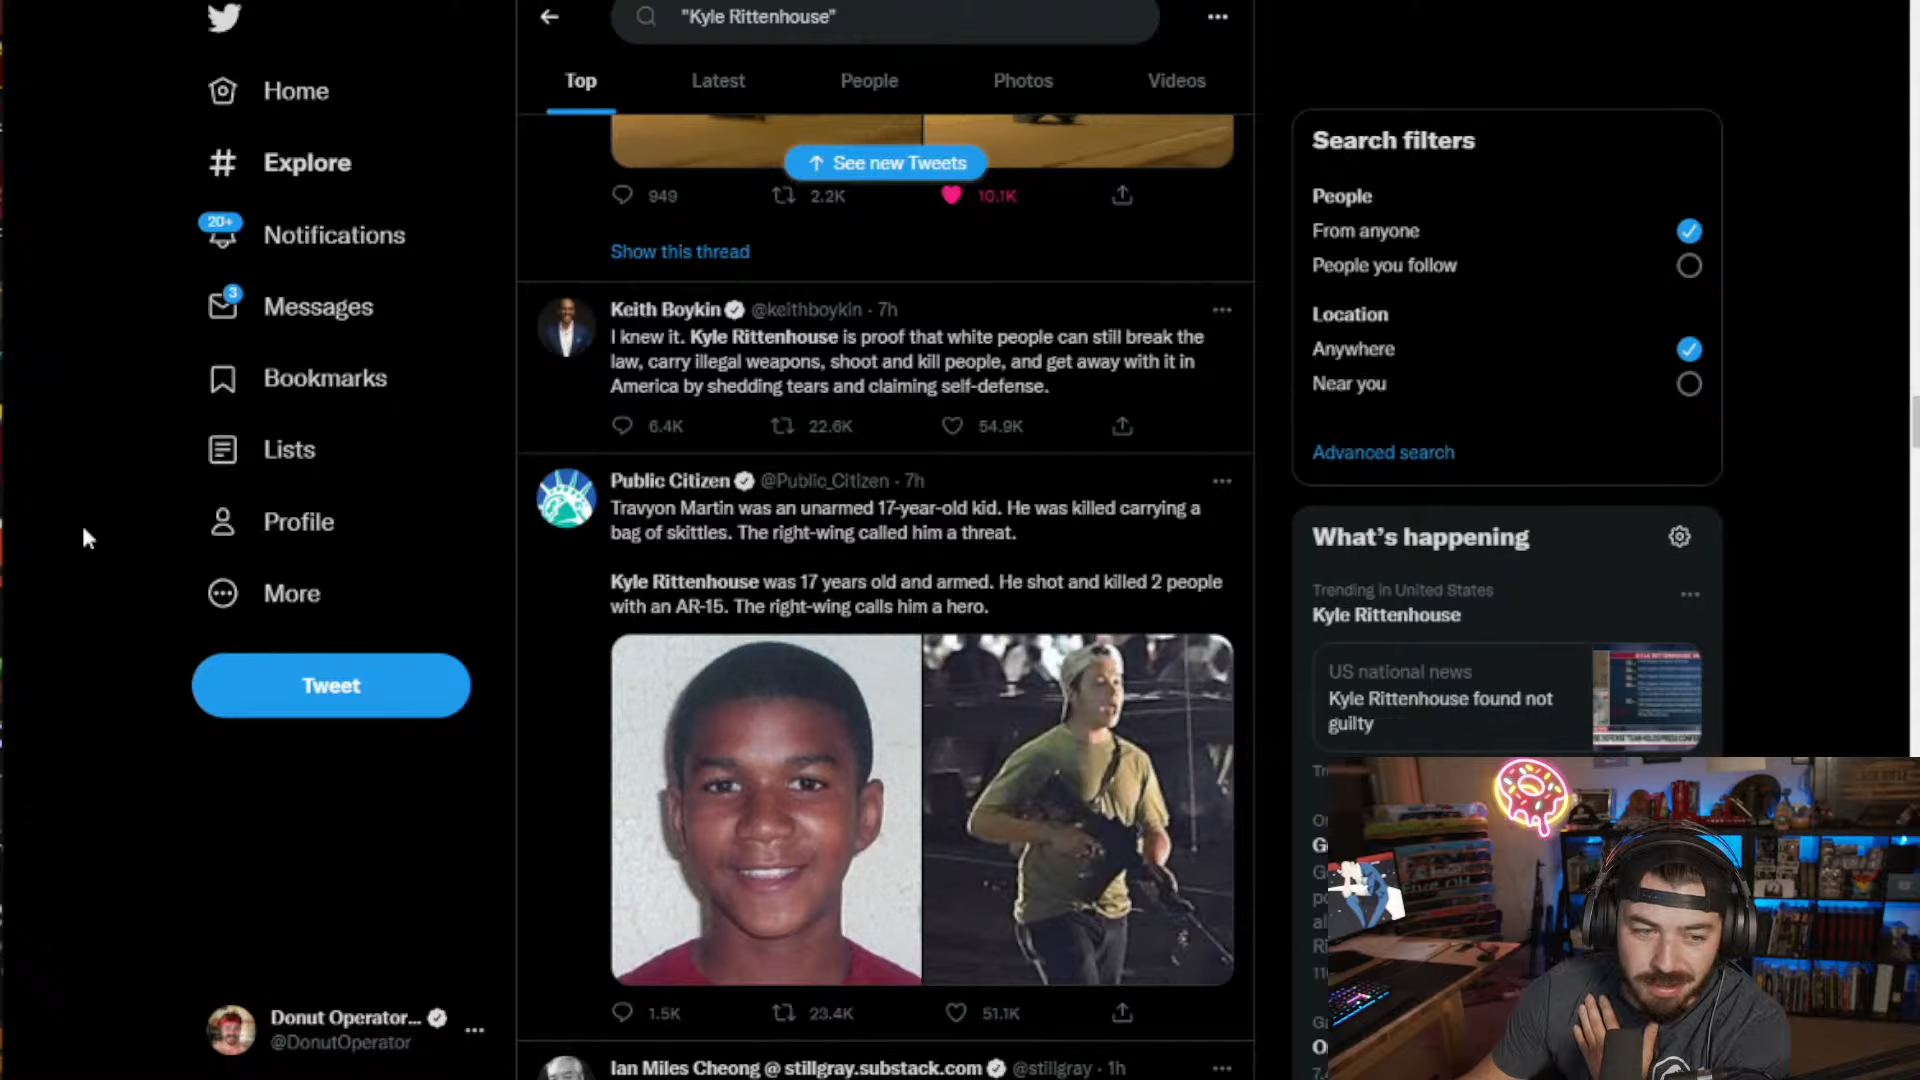 Home
Explore
20+
Notifications
3
Messages
Bookmarks
Lists
Profile
More
Tweet
Donut Operator...
@DonutOperator
"Kyle Rittenhouse"
Top
Latest
People
Photos
Videos
See new Tweets
949
2.2K
10.1K
Show this thread
Keith Boykin @keithboykin · 7h
I knew it. Kyle Rittenhouse is proof that white people can still break the
law, carry illegal weapons, shoot and kill people, and get away with it in
America by shedding tears and claiming self-defense.
6.4K
22.6K
54.9K
Public Citizen @Public_Citizen · 7h
Travyon Martin was an unarmed 17-year-old kid. He was killed carrying a
bag of skittles. The right-wing called him a threat.
Kyle Rittenhouse was 17 years old and armed. He shot and killed 2 people
with an AR-15. The right-wing calls him a hero.
1.5K
23.4K
51.1K
Ian Miles Cheong @ stillgray.substack.com @stillgray · 1h
Search filters
People
From anyone
People you follow
Location
Anywhere
Near you
Advanced search
What's happening
Trending in United States
Kyle Rittenhouse
US national news
Kyle Rittenhouse found not
guilty